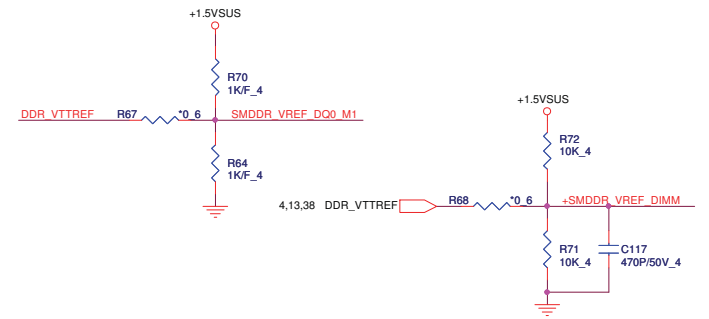 +1.5VSUS
R70
1K/F_4
DDR_VTTREF
R67
*0_6
SMDDR_VREF_DQ0_M1
R64
1K/F_4
+1.5VSUS
R72
10K_4
4,13,38 DDR_VTTREF
R68
*0_6
+SMDDR_VREF_DIMM
R71
10K_4
C117
470P/50V_4